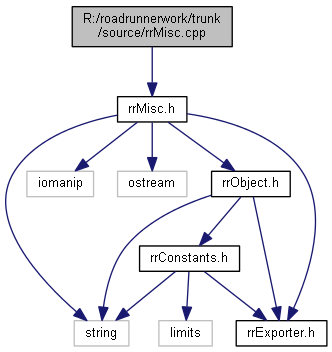 R:/roadrunnerwork/trunk
/source/rrMisc.cpp
rrMisc.h
iomanip
ostream
rrObject.h
rrConstants.h
string
limits
rrExporter.h